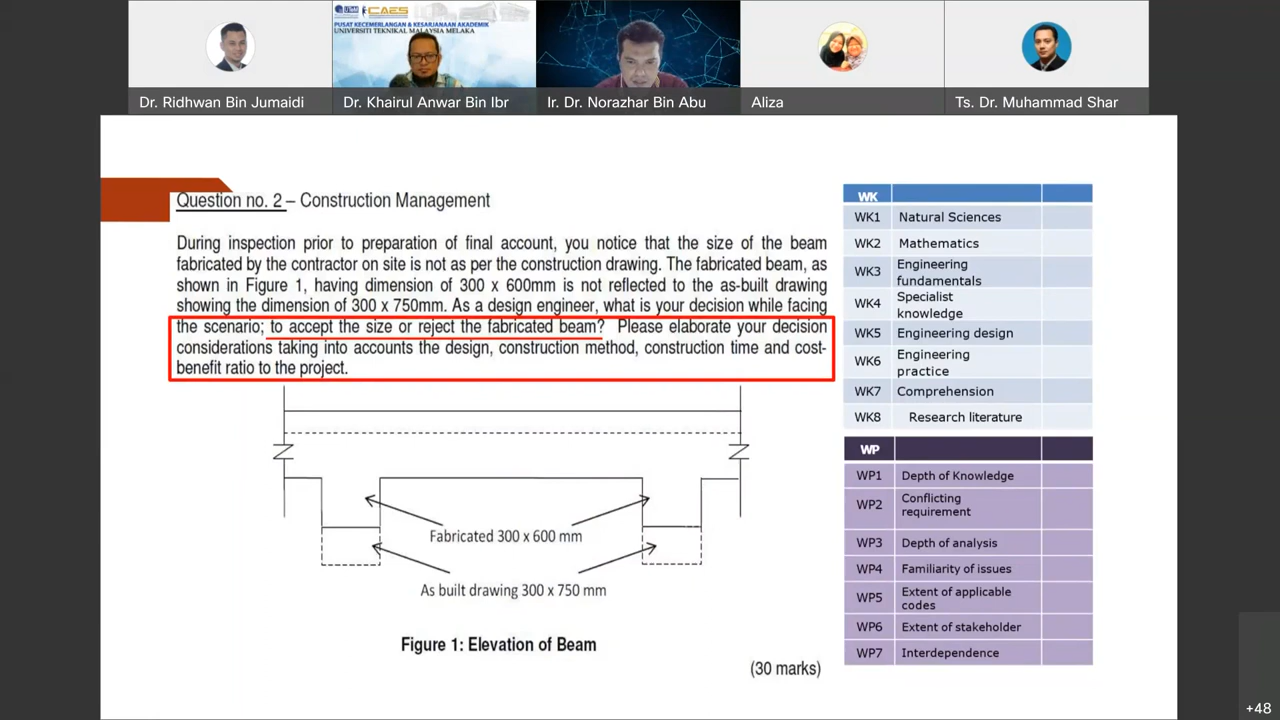 UTeM CAES
PUSAT KECEMERLANGAN & KESARJANAAN AKADEMIK
UNIVERSITI TEKNIKAL MALAYSIA MELAKA
Dr. Ridhwan Bin Jumaidi
Dr. Khairul Anwar Bin Ibr
Ir. Dr. Norazhar Bin Abu
Aliza
Ts. Dr. Muhammad Shar
Question no. 2 – Construction Management
During inspection prior to preparation of final account, you notice that the size of the beam
fabricated by the contractor on site is not as per the construction drawing. The fabricated beam, as
shown in Figure 1, having dimension of 300 x 600mm is not reflected to the as-built drawing
showing the dimension of 300 x 750mm. As a design engineer, what is your decision while facing
the scenario; to accept the size or reject the fabricated beam? Please elaborate your decision
considerations taking into accounts the design, construction method, construction time and cost-
benefit ratio to the project.
Fabricated 300 x 600 mm
As built drawing 300 x 750 mm
Figure 1: Elevation of Beam
(30 marks)
WK
WK1 Natural Sciences
WK2 Mathematics
WK3 Engineering
fundamentals
WK4 Specialist
knowledge
WK5 Engineering design
WK6 Engineering
practice
WK7 Comprehension
WK8 Research literature
WP
WP1 Depth of Knowledge
WP2 Conflicting
requirement
WP3 Depth of analysis
WP4 Familiarity of issues
WP5 Extent of applicable
codes
WP6 Extent of stakeholder
WP7 Interdependence
+48